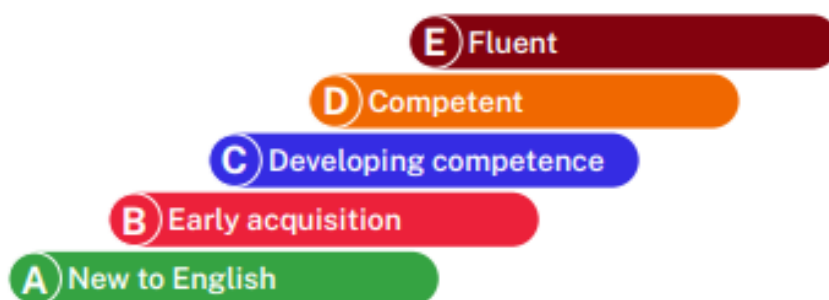 E Fluent
D Competent
C Developing competence
B Early acquisition
A New to English